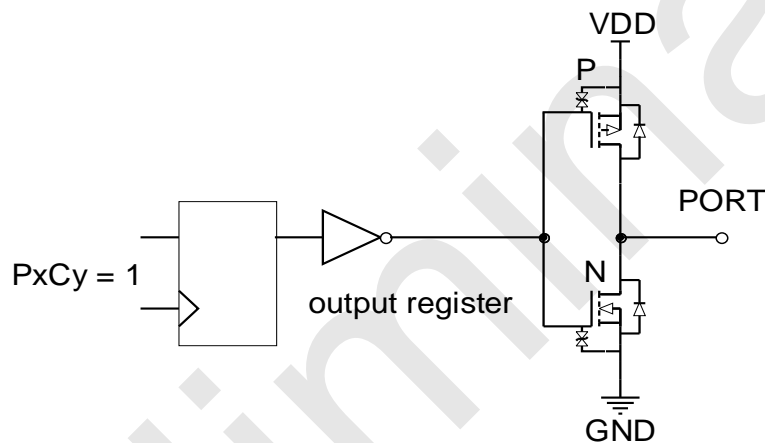 VDD
P
PORT
PxCy = 1
N
output register
GND